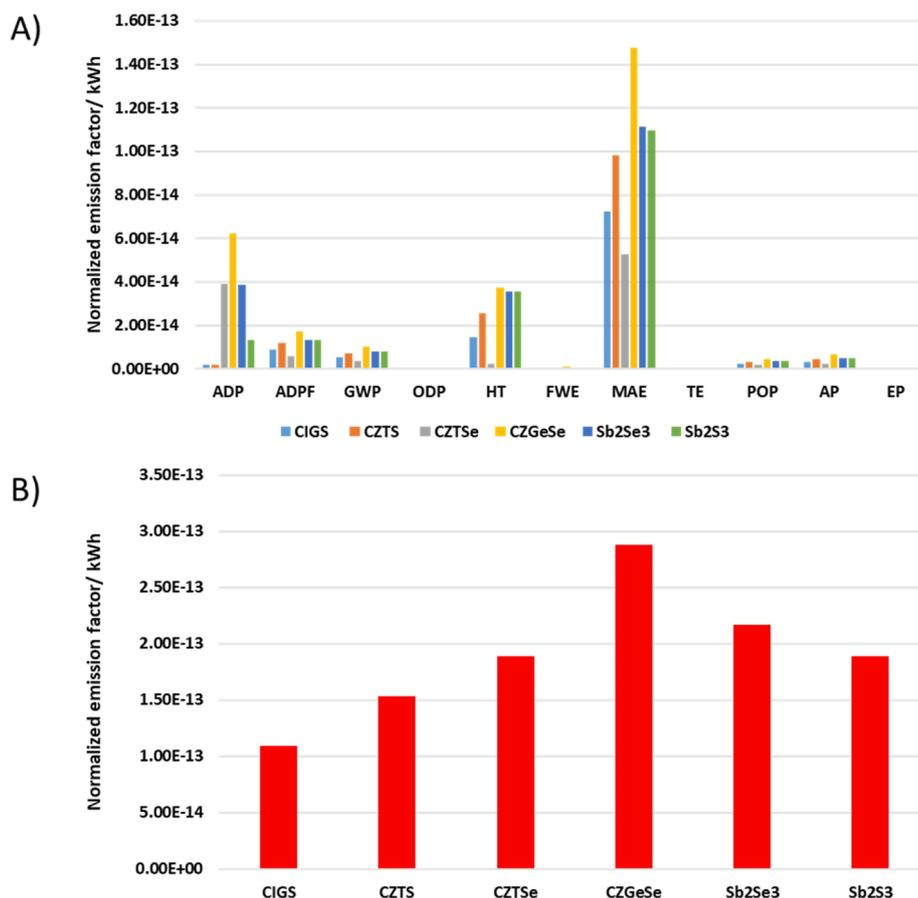 A)
Normalized emission factor/ kWh
1.60E-13
1.40E-13
1.20E-13
1.00E-13
8.00E-14
6.00E-14
4.00E-14
2.00E-14
0.00E+00
ADP ADPF GWP ODP HT FWE MAE TE POP AP EP
CIGS CZTS CZTSe CZGeSe Sb2Se3 Sb2S3
B)
Normalized emission factor/ kWh
3.50E-13
3.00E-13
2.50E-13
2.00E-13
1.50E-13
1.00E-13
5.00E-14
0.00E+00
CIGS CZTS CZTSe CZGeSe Sb2Se3 Sb2S3